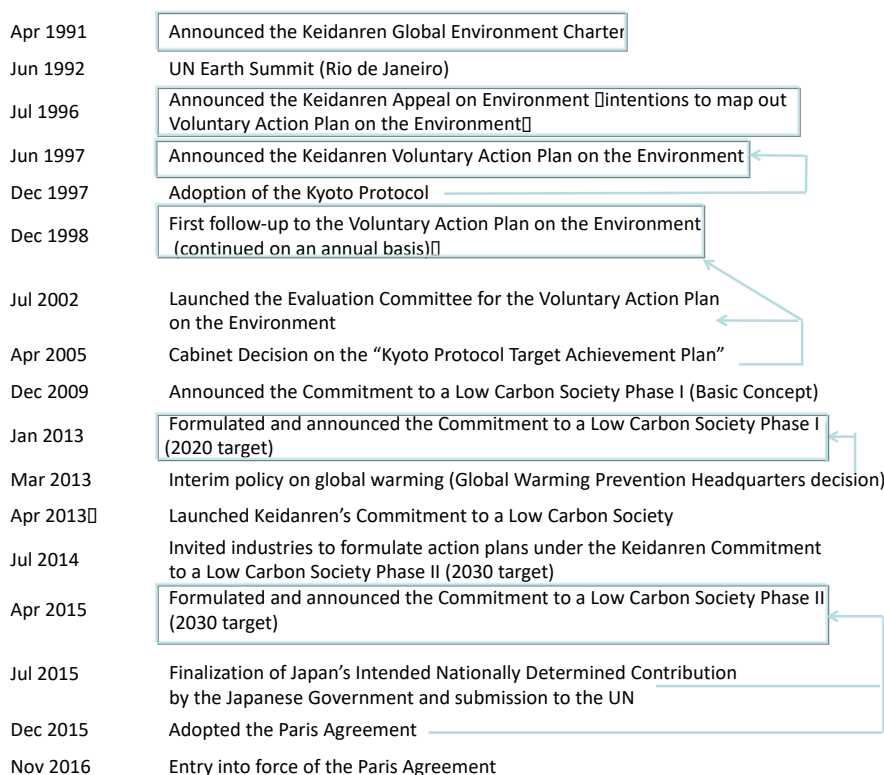 Apr 1991 Announced the Keidanren Global Environment Charter
Jun 1992 UN Earth Summit (Rio de Janeiro)
Jul 1996 Announced the Keidanren Appeal on Environment ▯intentions to map out
Voluntary Action Plan on the Environment▯
Jun 1997 Announced the Keidanren Voluntary Action Plan on the Environment
Dec 1997 Adoption of the Kyoto Protocol
Dec 1998 First follow-up to the Voluntary Action Plan on the Environment
(continued on an annual basis)▯
Jul 2002 Launched the Evaluation Committee for the Voluntary Action Plan
on the Environment
Apr 2005 Cabinet Decision on the “Kyoto Protocol Target Achievement Plan”
Dec 2009 Announced the Commitment to a Low Carbon Society Phase I (Basic Concept)
Jan 2013 Formulated and announced the Commitment to a Low Carbon Society Phase I
(2020 target)
Mar 2013 Interim policy on global warming (Global Warming Prevention Headquarters decision)
Apr 2013▯ Launched Keidanren’s Commitment to a Low Carbon Society
Jul 2014 Invited industries to formulate action plans under the Keidanren Commitment
to a Low Carbon Society Phase II (2030 target)
Apr 2015 Formulated and announced the Commitment to a Low Carbon Society Phase II
(2030 target)
Jul 2015 Finalization of Japan’s Intended Nationally Determined Contribution
by the Japanese Government and submission to the UN
Dec 2015 Adopted the Paris Agreement
Nov 2016 Entry into force of the Paris Agreement